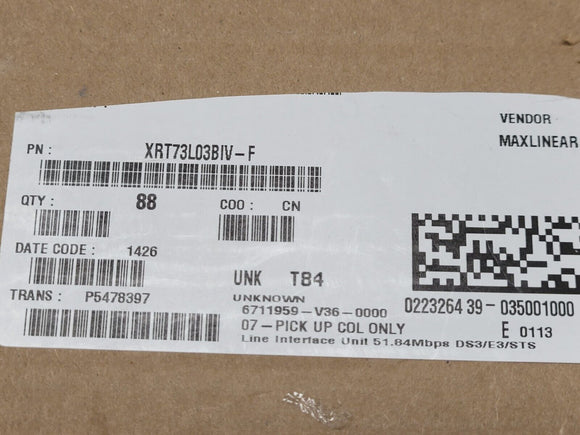 VENDOR
PN : XRT73L03BIV-F MAXLINEAR
QTY : 88 COO : CN
DATE CODE : 1426
UNK TB4
TRANS : P5478397 UNKNOWN
6711959-V36-0000 0223264 39-035001000
07-PICK UP COL ONLY E 0113
Line Interface Unit 51.84Mbps DS3/E3/STS